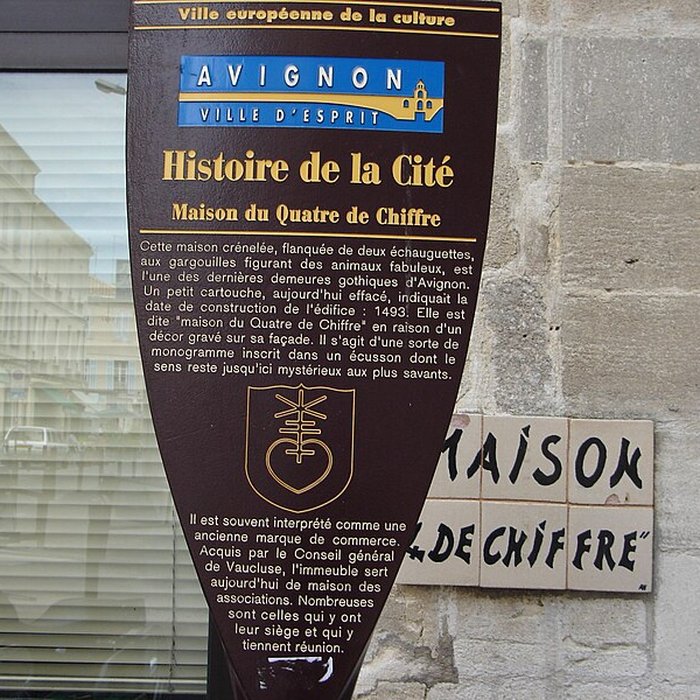 Ville européenne de la culture
AVIGNON
VILLE D'ESPRIT
Histoire de la Cité
Maison du Quatre de Chiffre
Cette maison crénelée, flanquée de deux échauguettes,
aux gargouilles figurant des animaux fabuleux, est
l'une des dernières demeures gothiques d'Avignon.
Un petit cartouche, aujourd'hui effacé, indiquait la
date de construction de l'édifice : 1493. Elle est
dite "maison du Quatre de Chiffre" en raison d'un
décor gravé sur sa façade. Il s'agit d'une sorte de
monogramme inscrit dans un écusson dont le
sens reste jusqu'ici mystérieux aux plus savants.
Il est souvent interprété comme une
ancienne marque de commerce.
Acquis par le Conseil général
de Vaucluse, l'immeuble sert
aujourd'hui de maison des
associations. Nombreuses
sont celles qui y ont
leur siège et qui y
tiennent réunion.
MAiSON
4 DE CHiFFRE"